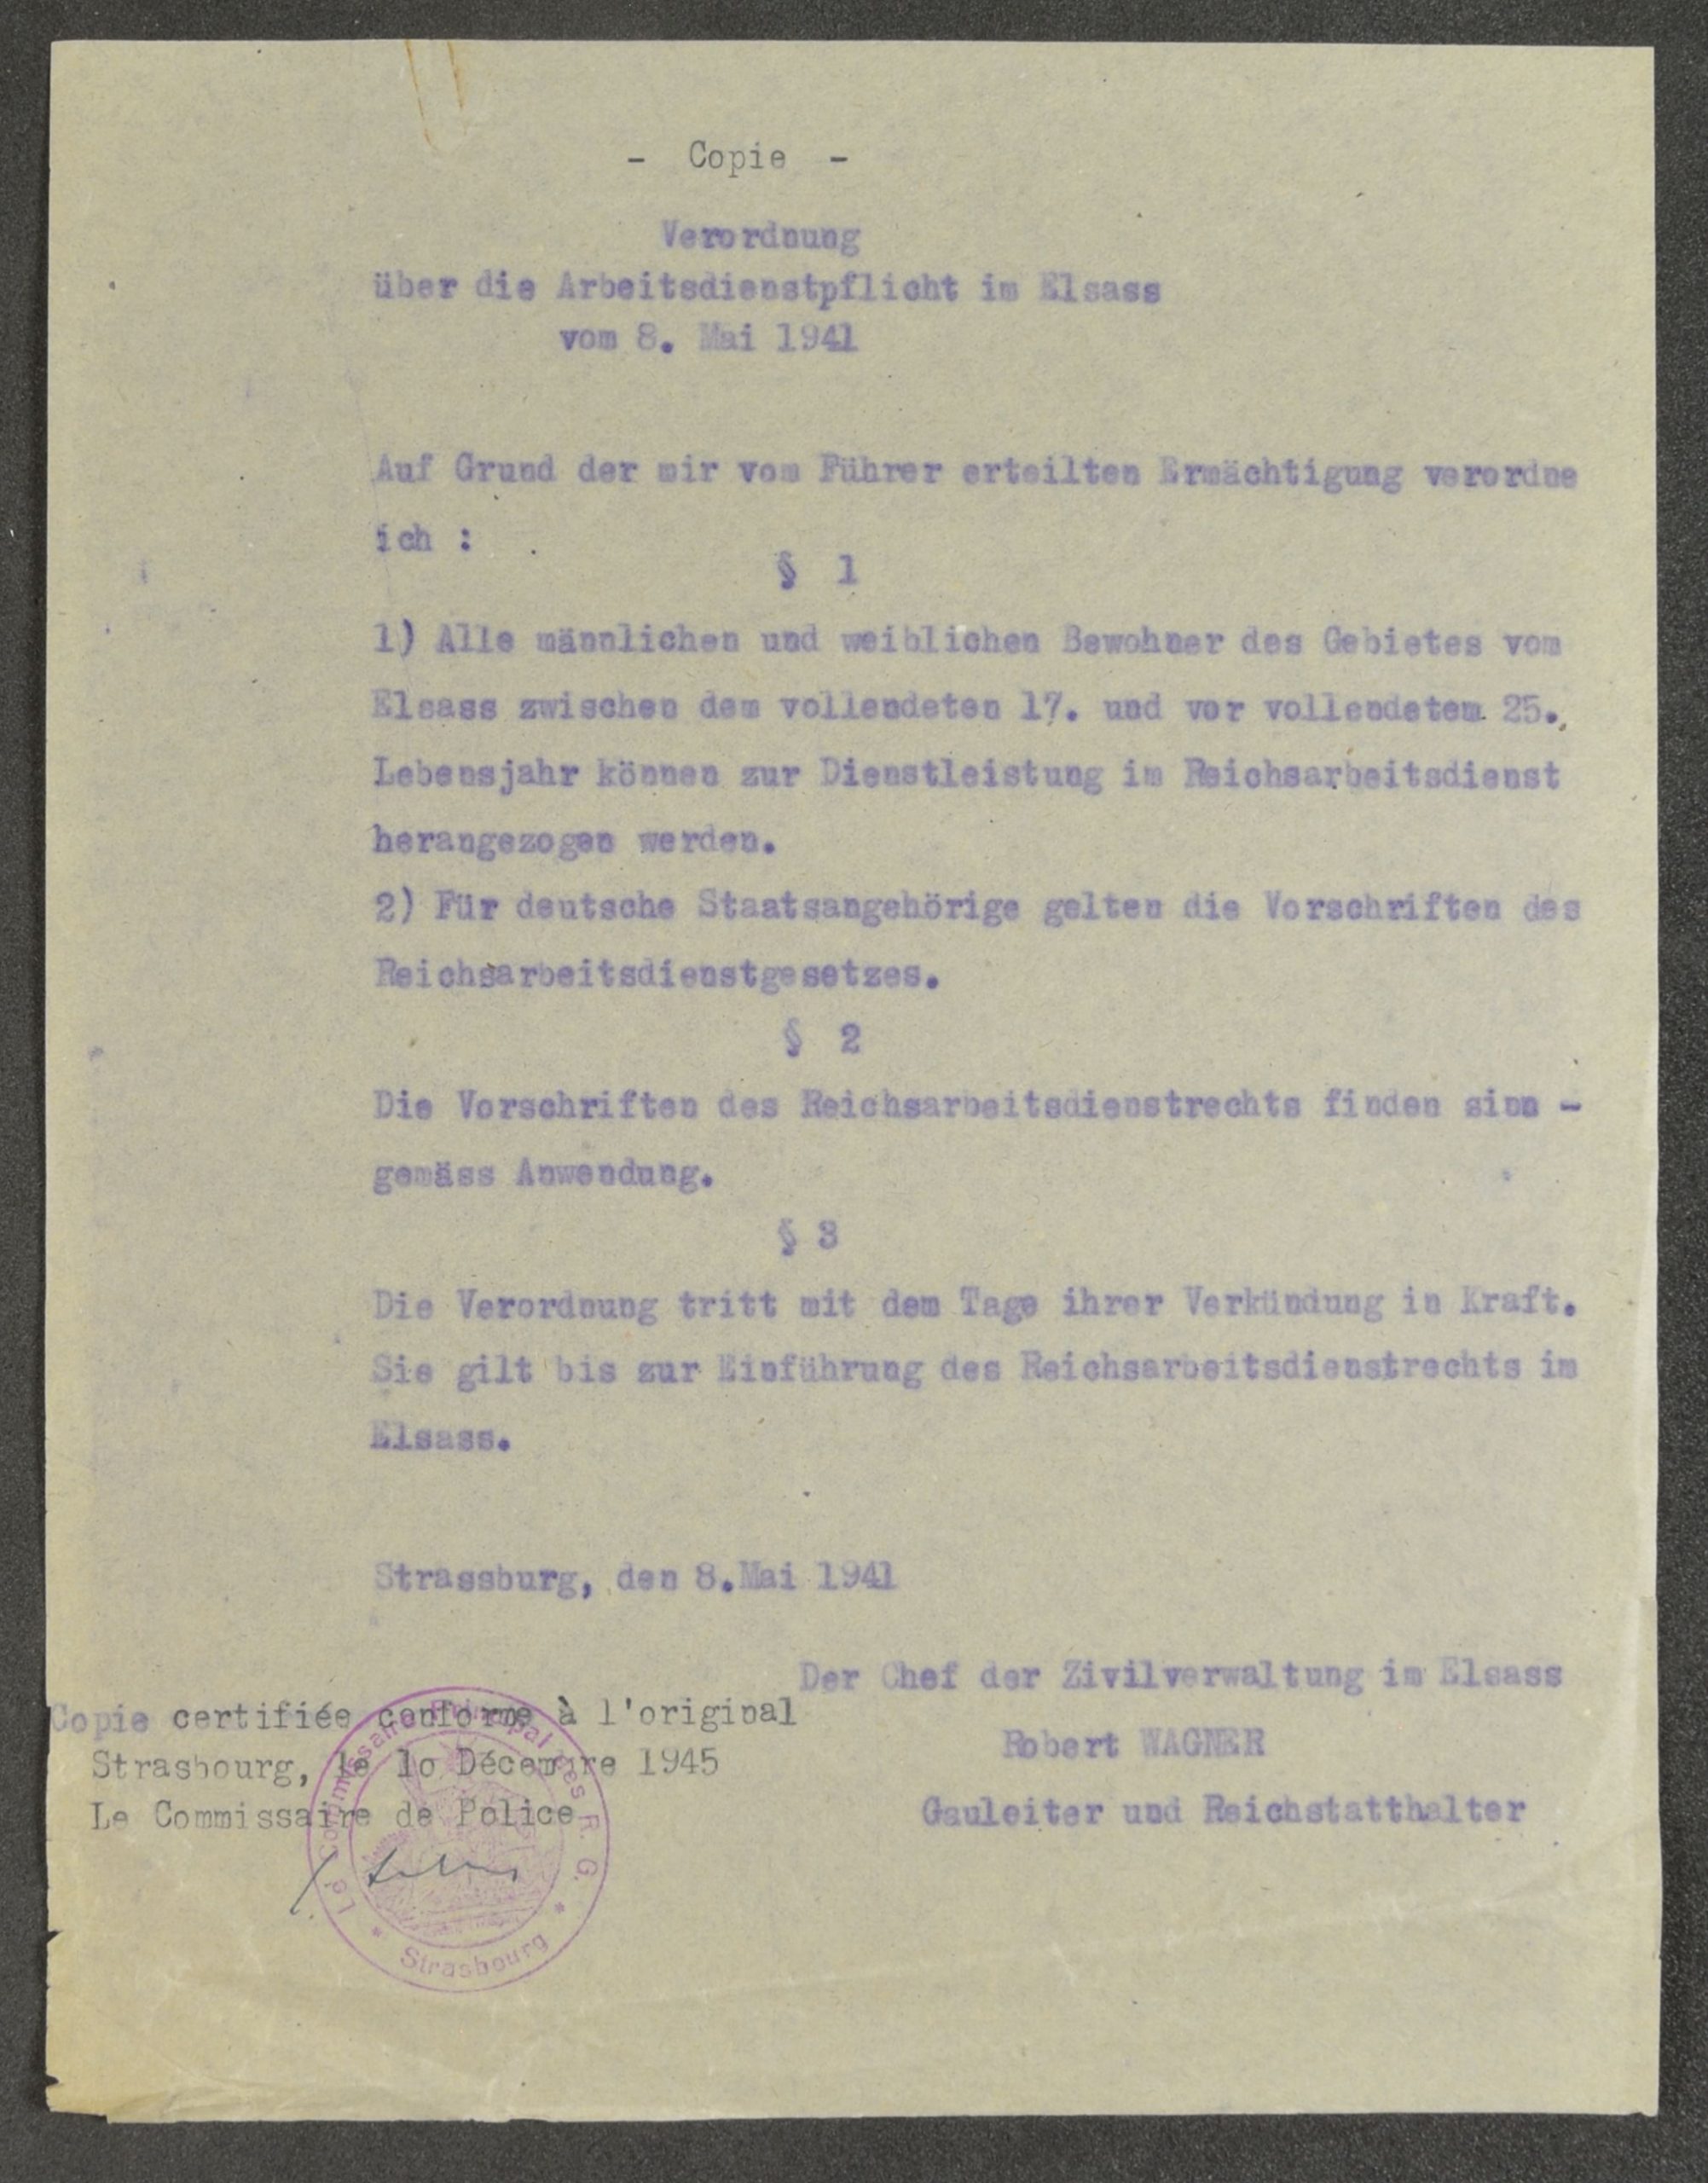 - Copie -
Verordnung
über die Arbeitsdienstpflicht im Elsass
vom 8. Mai 1941
Auf Grund der mir vom Führer erteilten Ermächtigung verordne
ich :
§ 1
1) Alle männlichen und weiblichen Bewohner des Gebietes vom
Elsass zwischen dem vollendeten 17. und vor vollendetem 25.
Lebensjahr können zur Dienstleistung im Reichsarbeitsdienst
herangezogen werden.
2) Für deutsche Staatsangehörige gelten die Vorschriften des
Reichsarbeitsdienstgesetzes.
§ 2
Die Vorschriften des Reichsarbeitsdienstrechts finden sinn -
gemäss Anwendung.
§ 3
Die Verordnung tritt mit dem Tage ihrer Verkündung in Kraft.
Sie gilt bis zur Einführung des Reichsarbeitsdienstrechts im
Elsass.
Strassburg, den 8.Mai 1941
Der Chef der Zivilverwaltung im Elsass
Robert WAGNER
Gauleiter und Reichstatthalter
Copie certifiée conforme à l'original
Strasbourg, le 1o Décembre 1945
Le Commissaire de Police
Le Commissaire Principal des R. G.
* Strasbourg *